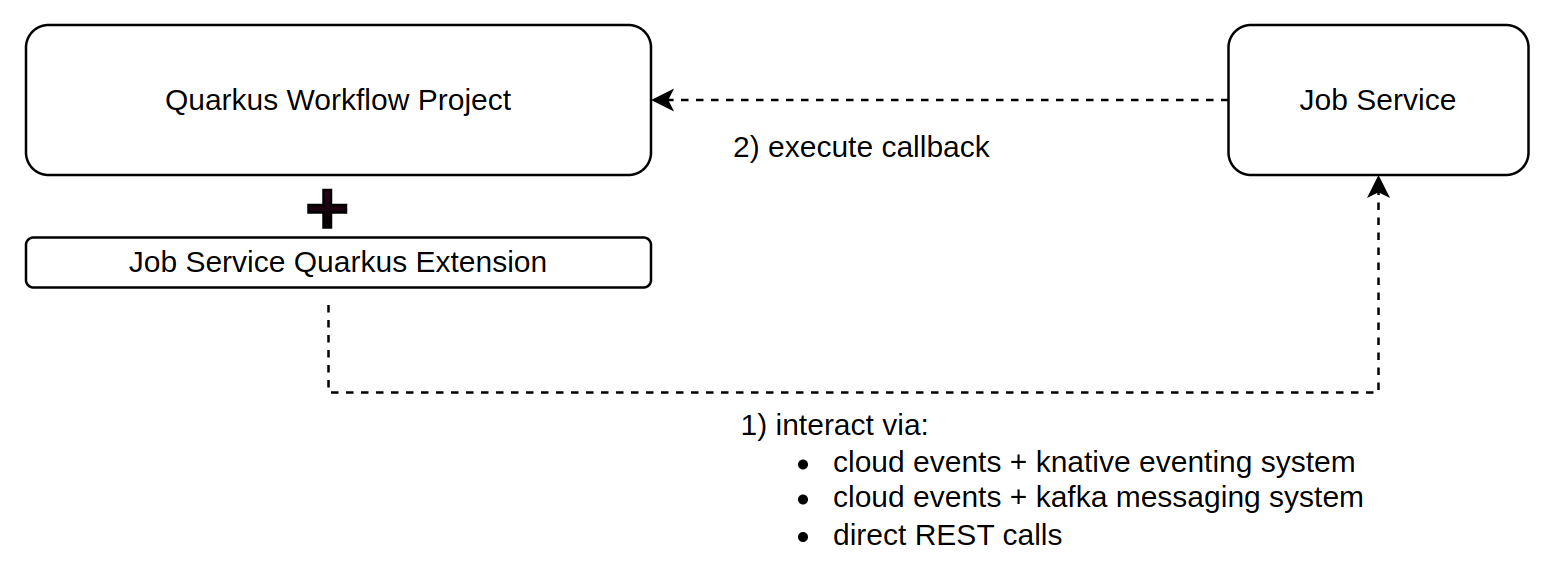 Quarkus Workflow Project
Job Service
2) execute callback
Job Service Quarkus Extension
1) interact via:
• cloud events + knative eventing system
• cloud events + kafka messaging system
• direct REST calls